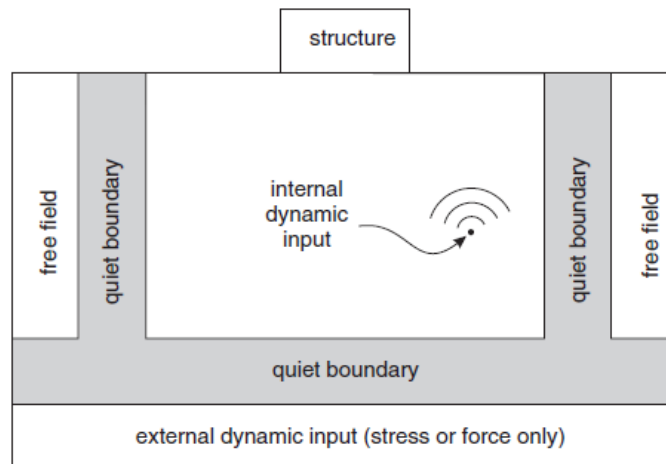 structure
free field
quiet boundary
internal
dynamic
input
quiet boundary
free field
quiet boundary
external dynamic input (stress or force only)